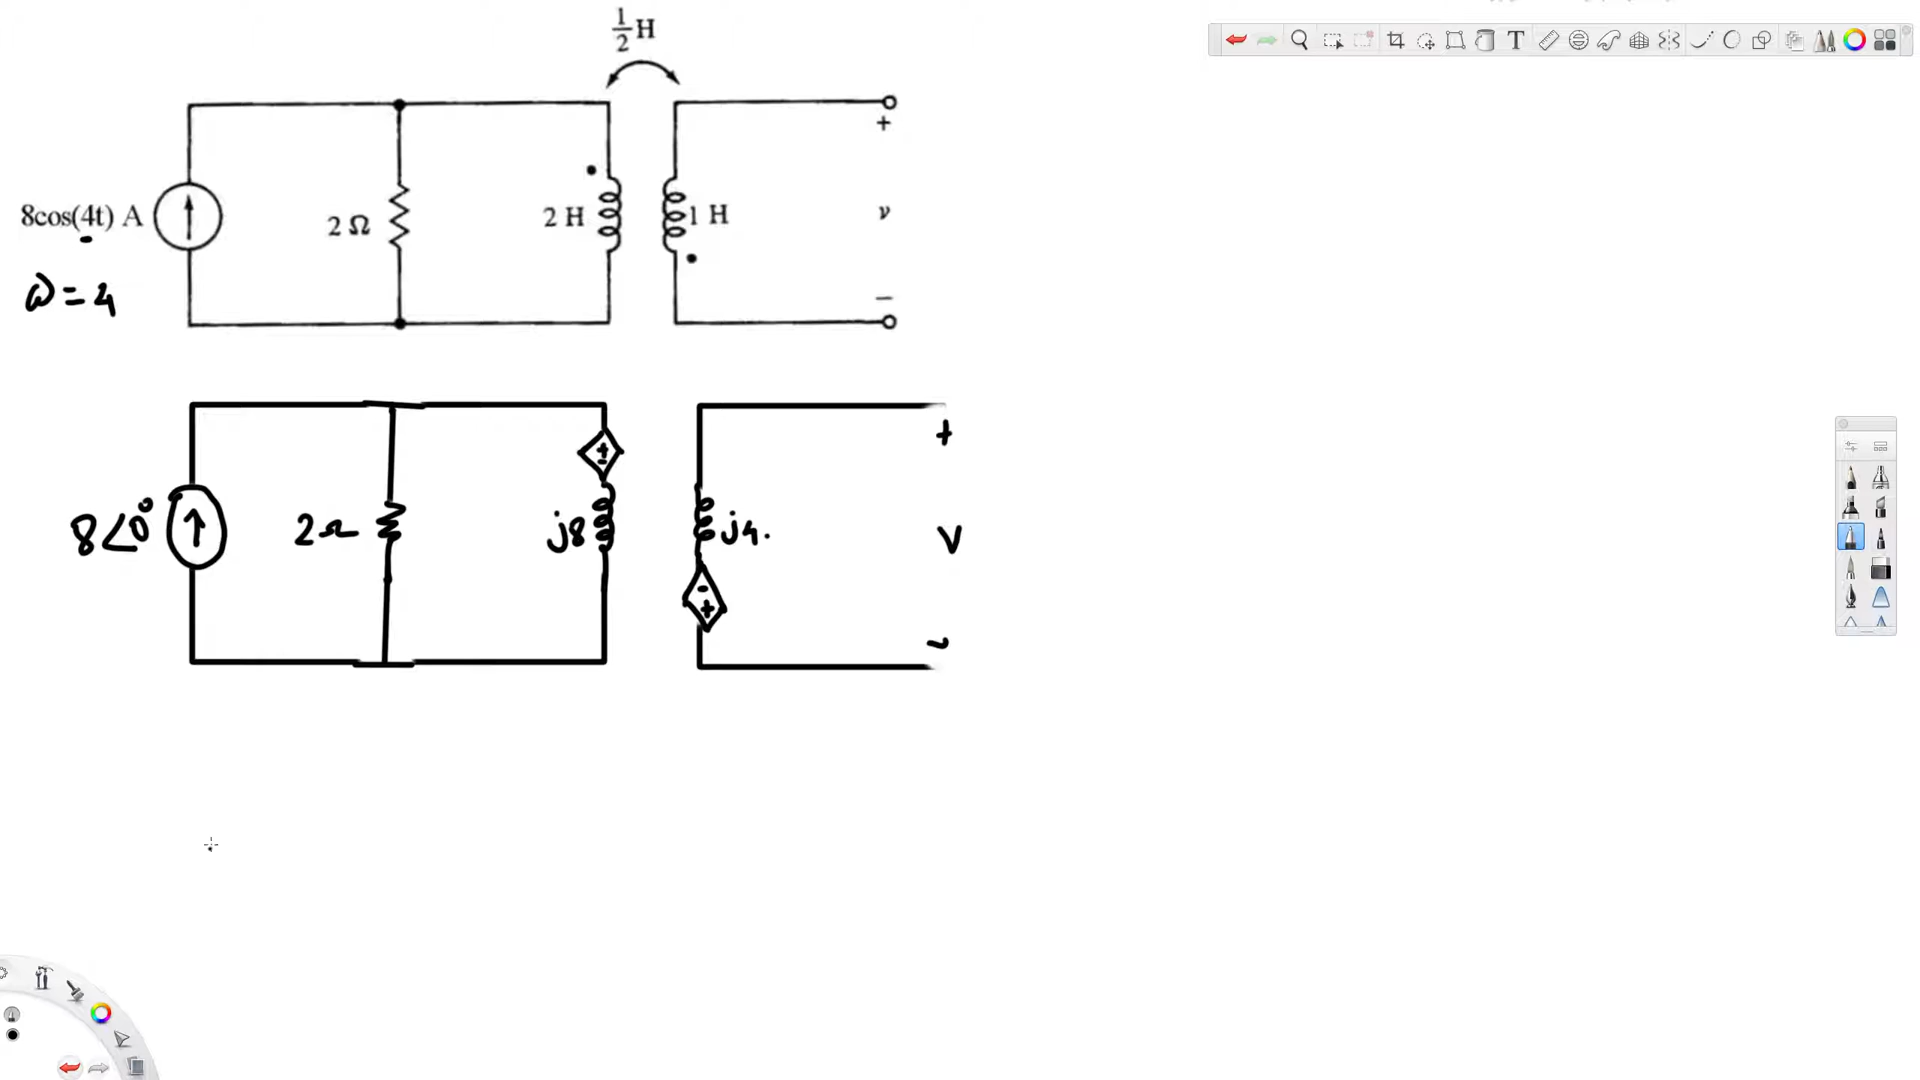 1/2 H
+
8cos(4t) A
2 Ω
2 H
1 H
v
ω = 4
−
±
+
8∠0°
2Ω
j8
j4.
V
-
+
~
T